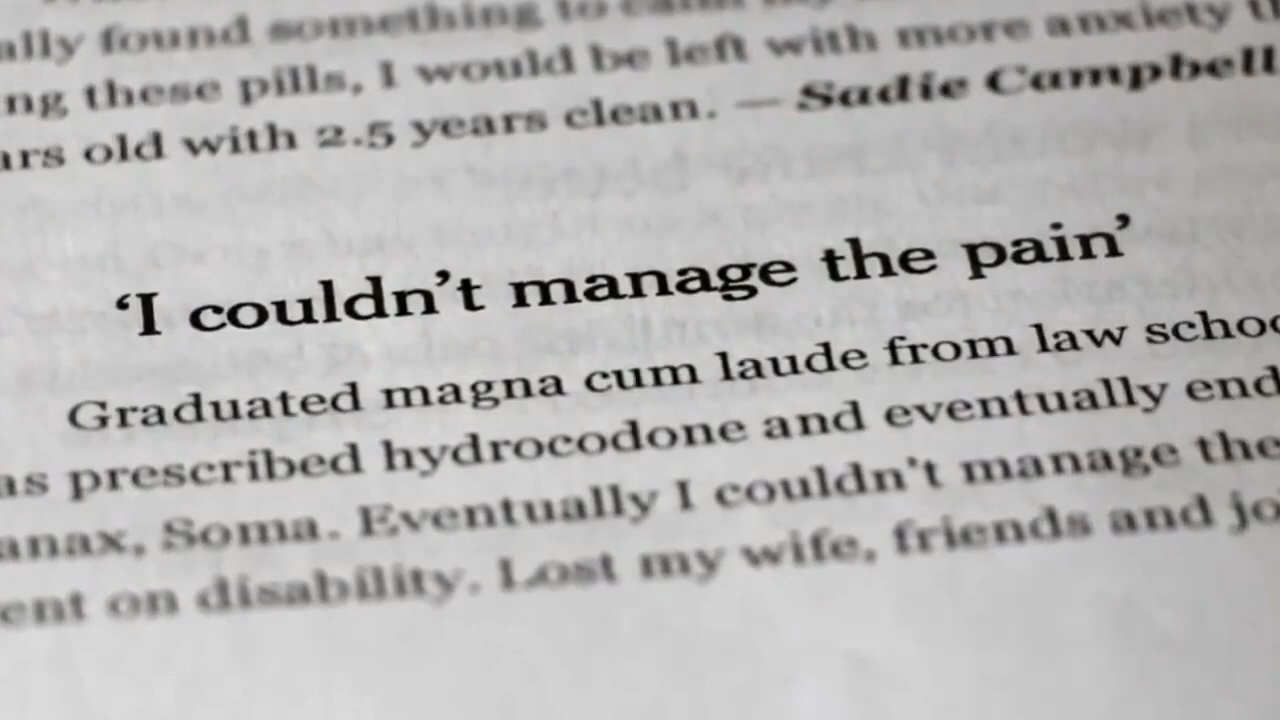 ally found something to calm
ng these pills, I would be left with more anxiety
ars old with 2.5 years clean. — Sadie Campbell
‘I couldn’t manage the pain’
Graduated magna cum laude from law schoo
as prescribed hydrocodone and eventually end
anax, Soma. Eventually I couldn’t manage the
ent on disability. Lost my wife, friends and jo